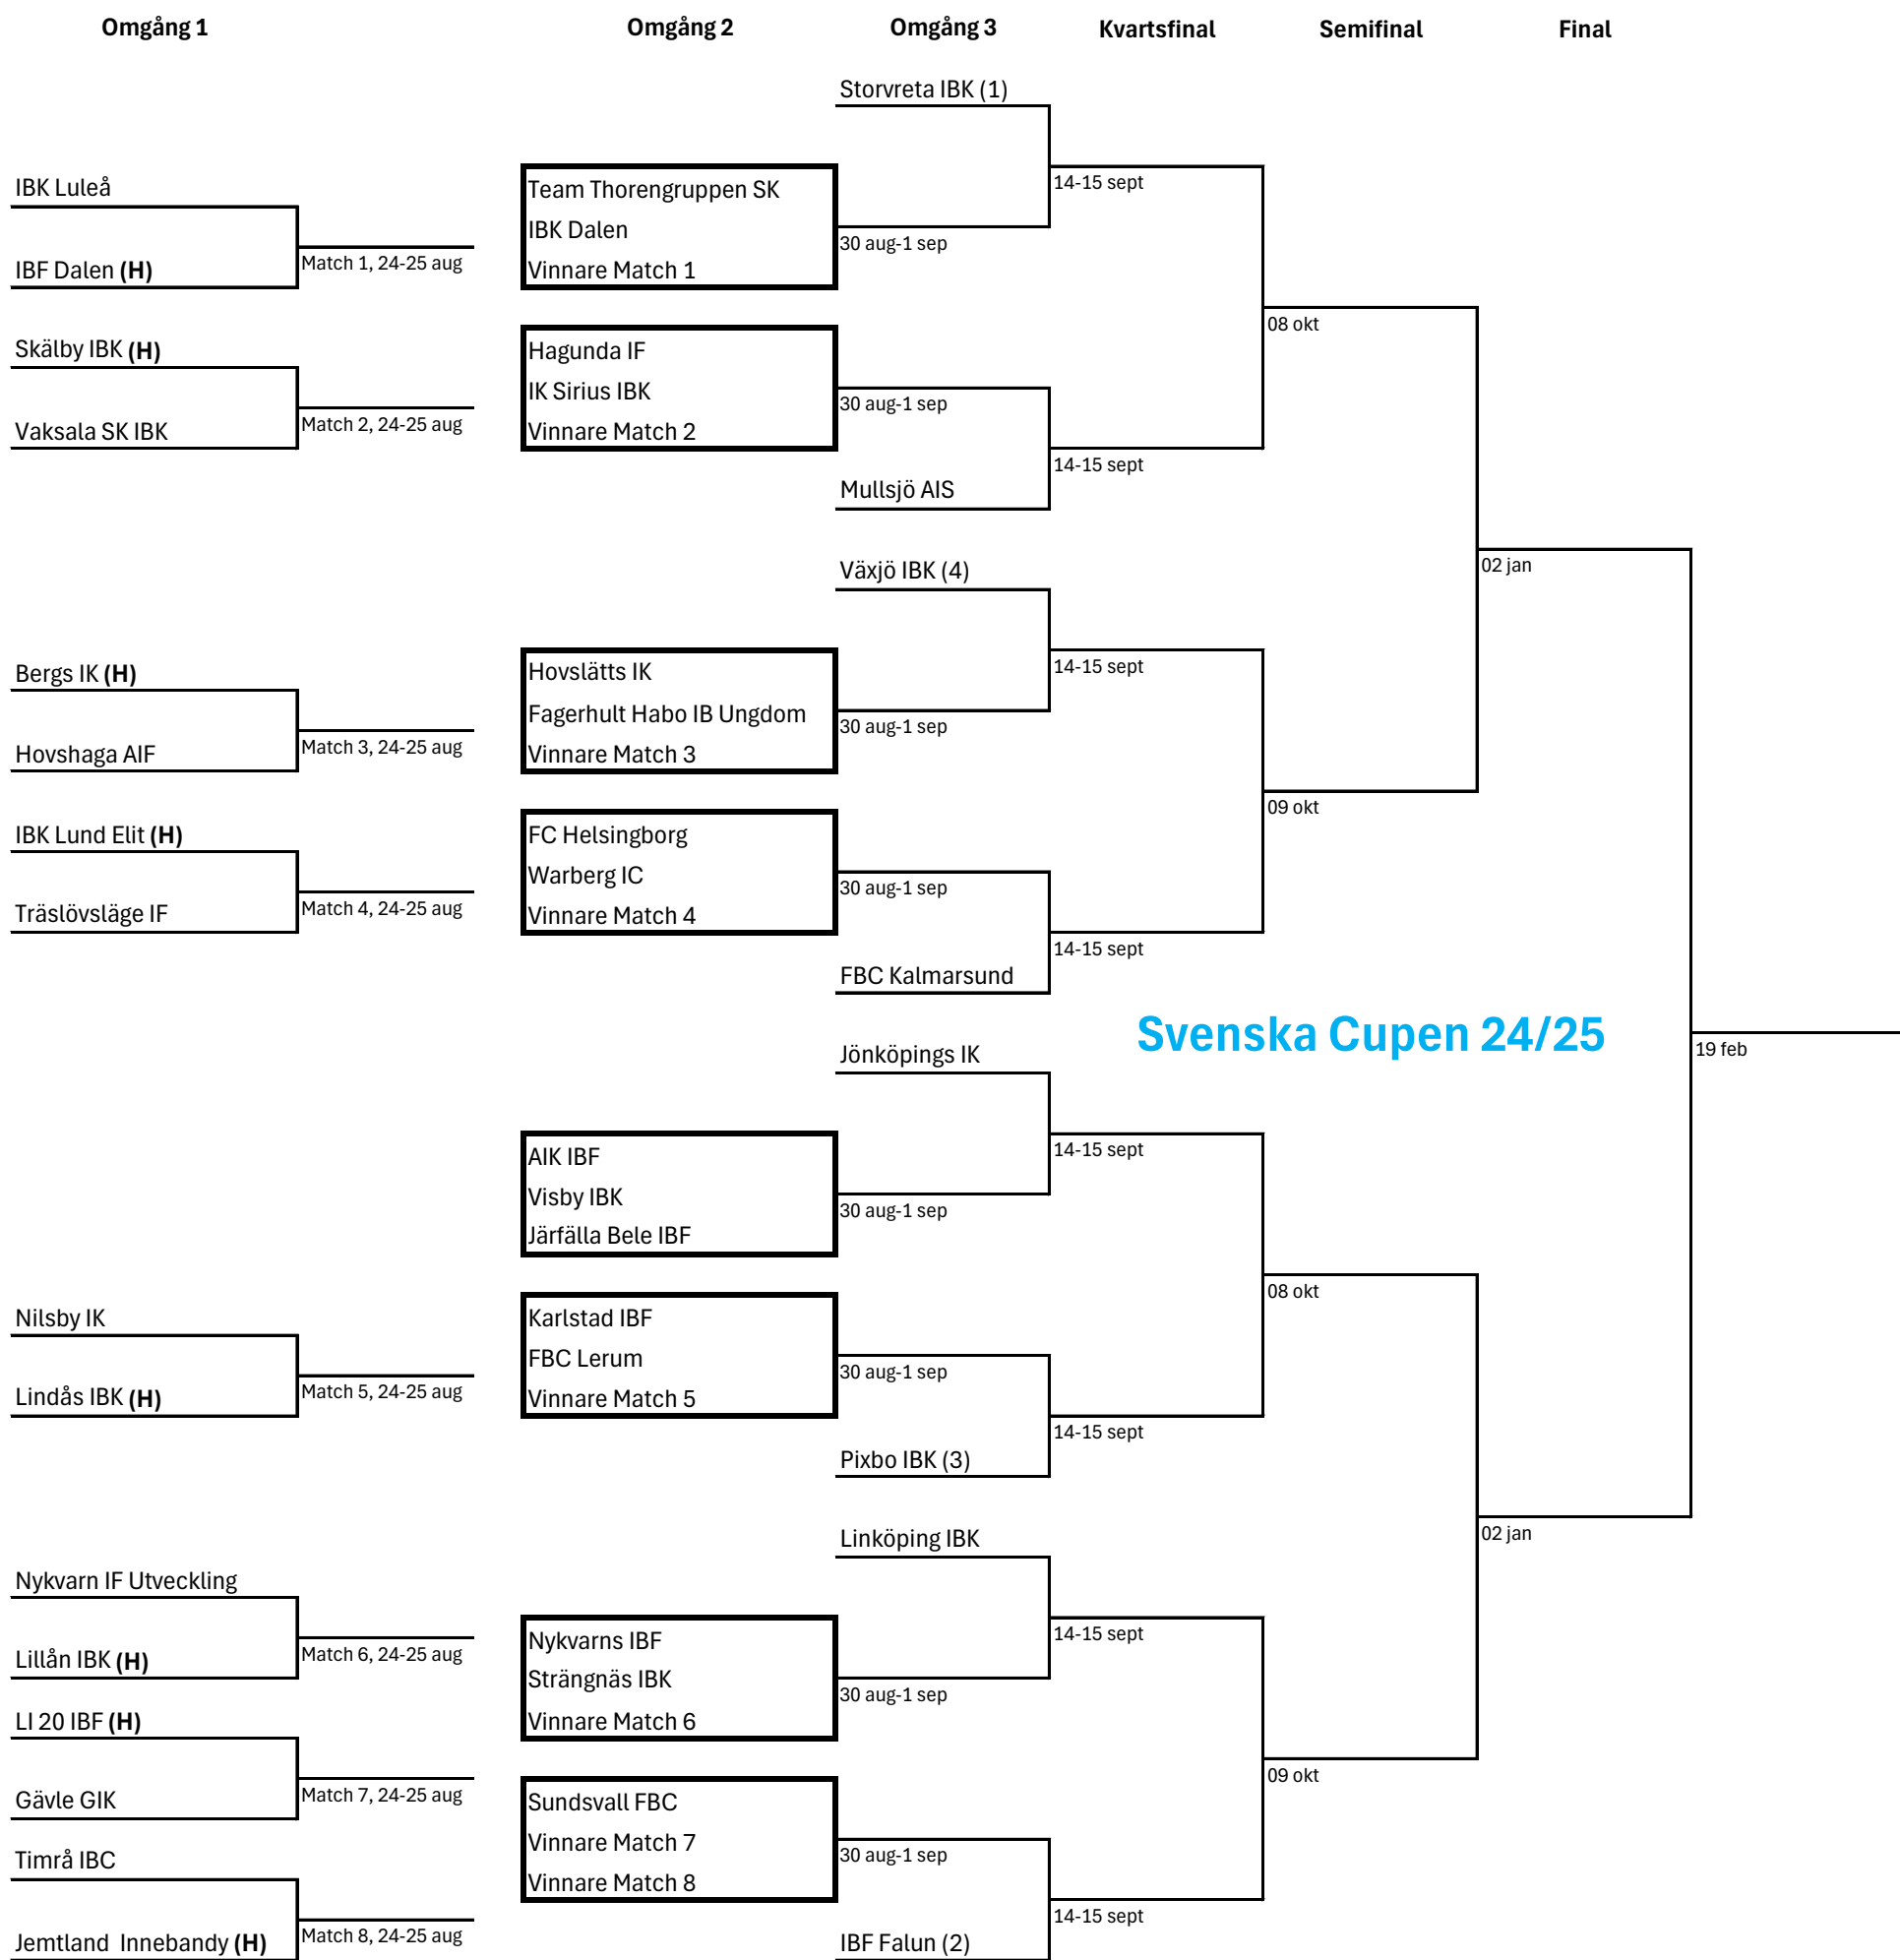 Omgång 1
Omgång 2
Omgång 3
Kvartsfinal
Semifinal
Final
Storvreta IBK (1)
IBK Luleå
IBF Dalen (H)
Match 1, 24-25 aug
Team Thorengruppen SK
IBK Dalen
Vinnare Match 1
30 aug-1 sep
14-15 sept
Skälby IBK (H)
Vaksala SK IBK
Match 2, 24-25 aug
Hagunda IF
IK Sirius IBK
Vinnare Match 2
30 aug-1 sep
Mullsjö AIS
14-15 sept
08 okt
02 jan
Växjö IBK (4)
Bergs IK (H)
Hovshaga AIF
Match 3, 24-25 aug
Hovslätts IK
Fagerhult Habo IB Ungdom
Vinnare Match 3
30 aug-1 sep
14-15 sept
09 okt
IBK Lund Elit (H)
Träslövsläge IF
Match 4, 24-25 aug
FC Helsingborg
Warberg IC
Vinnare Match 4
30 aug-1 sep
FBC Kalmarsund
14-15 sept
Svenska Cupen 24/25
19 feb
Jönköpings IK
AIK IBF
Visby IBK
Järfälla Bele IBF
30 aug-1 sep
14-15 sept
08 okt
Nilsby IK
Lindås IBK (H)
Match 5, 24-25 aug
Karlstad IBF
FBC Lerum
Vinnare Match 5
30 aug-1 sep
Pixbo IBK (3)
14-15 sept
02 jan
Linköping IBK
Nykvarn IF Utveckling
Lillån IBK (H)
Match 6, 24-25 aug
Nykvarns IBF
Strängnäs IBK
Vinnare Match 6
30 aug-1 sep
14-15 sept
09 okt
LI 20 IBF (H)
Gävle GIK
Match 7, 24-25 aug
Sundsvall FBC
Vinnare Match 7
Vinnare Match 8
30 aug-1 sep
Timrå IBC
Jemtland  Innebandy (H)
Match 8, 24-25 aug
IBF Falun (2)
14-15 sept